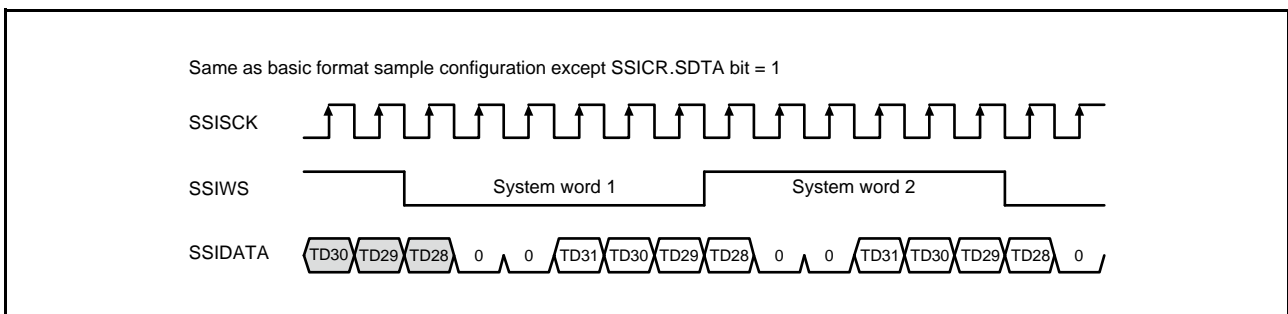 Same as basic format sample configuration except SSICR.SDTA bit = 1
SSISCK
SSIWS System word 1 System word 2
SSIDATA TD30 TD29 TD28 0 0 TD31 TD30 TD29 TD28 0 0 TD31 TD30 TD29 TD28 0